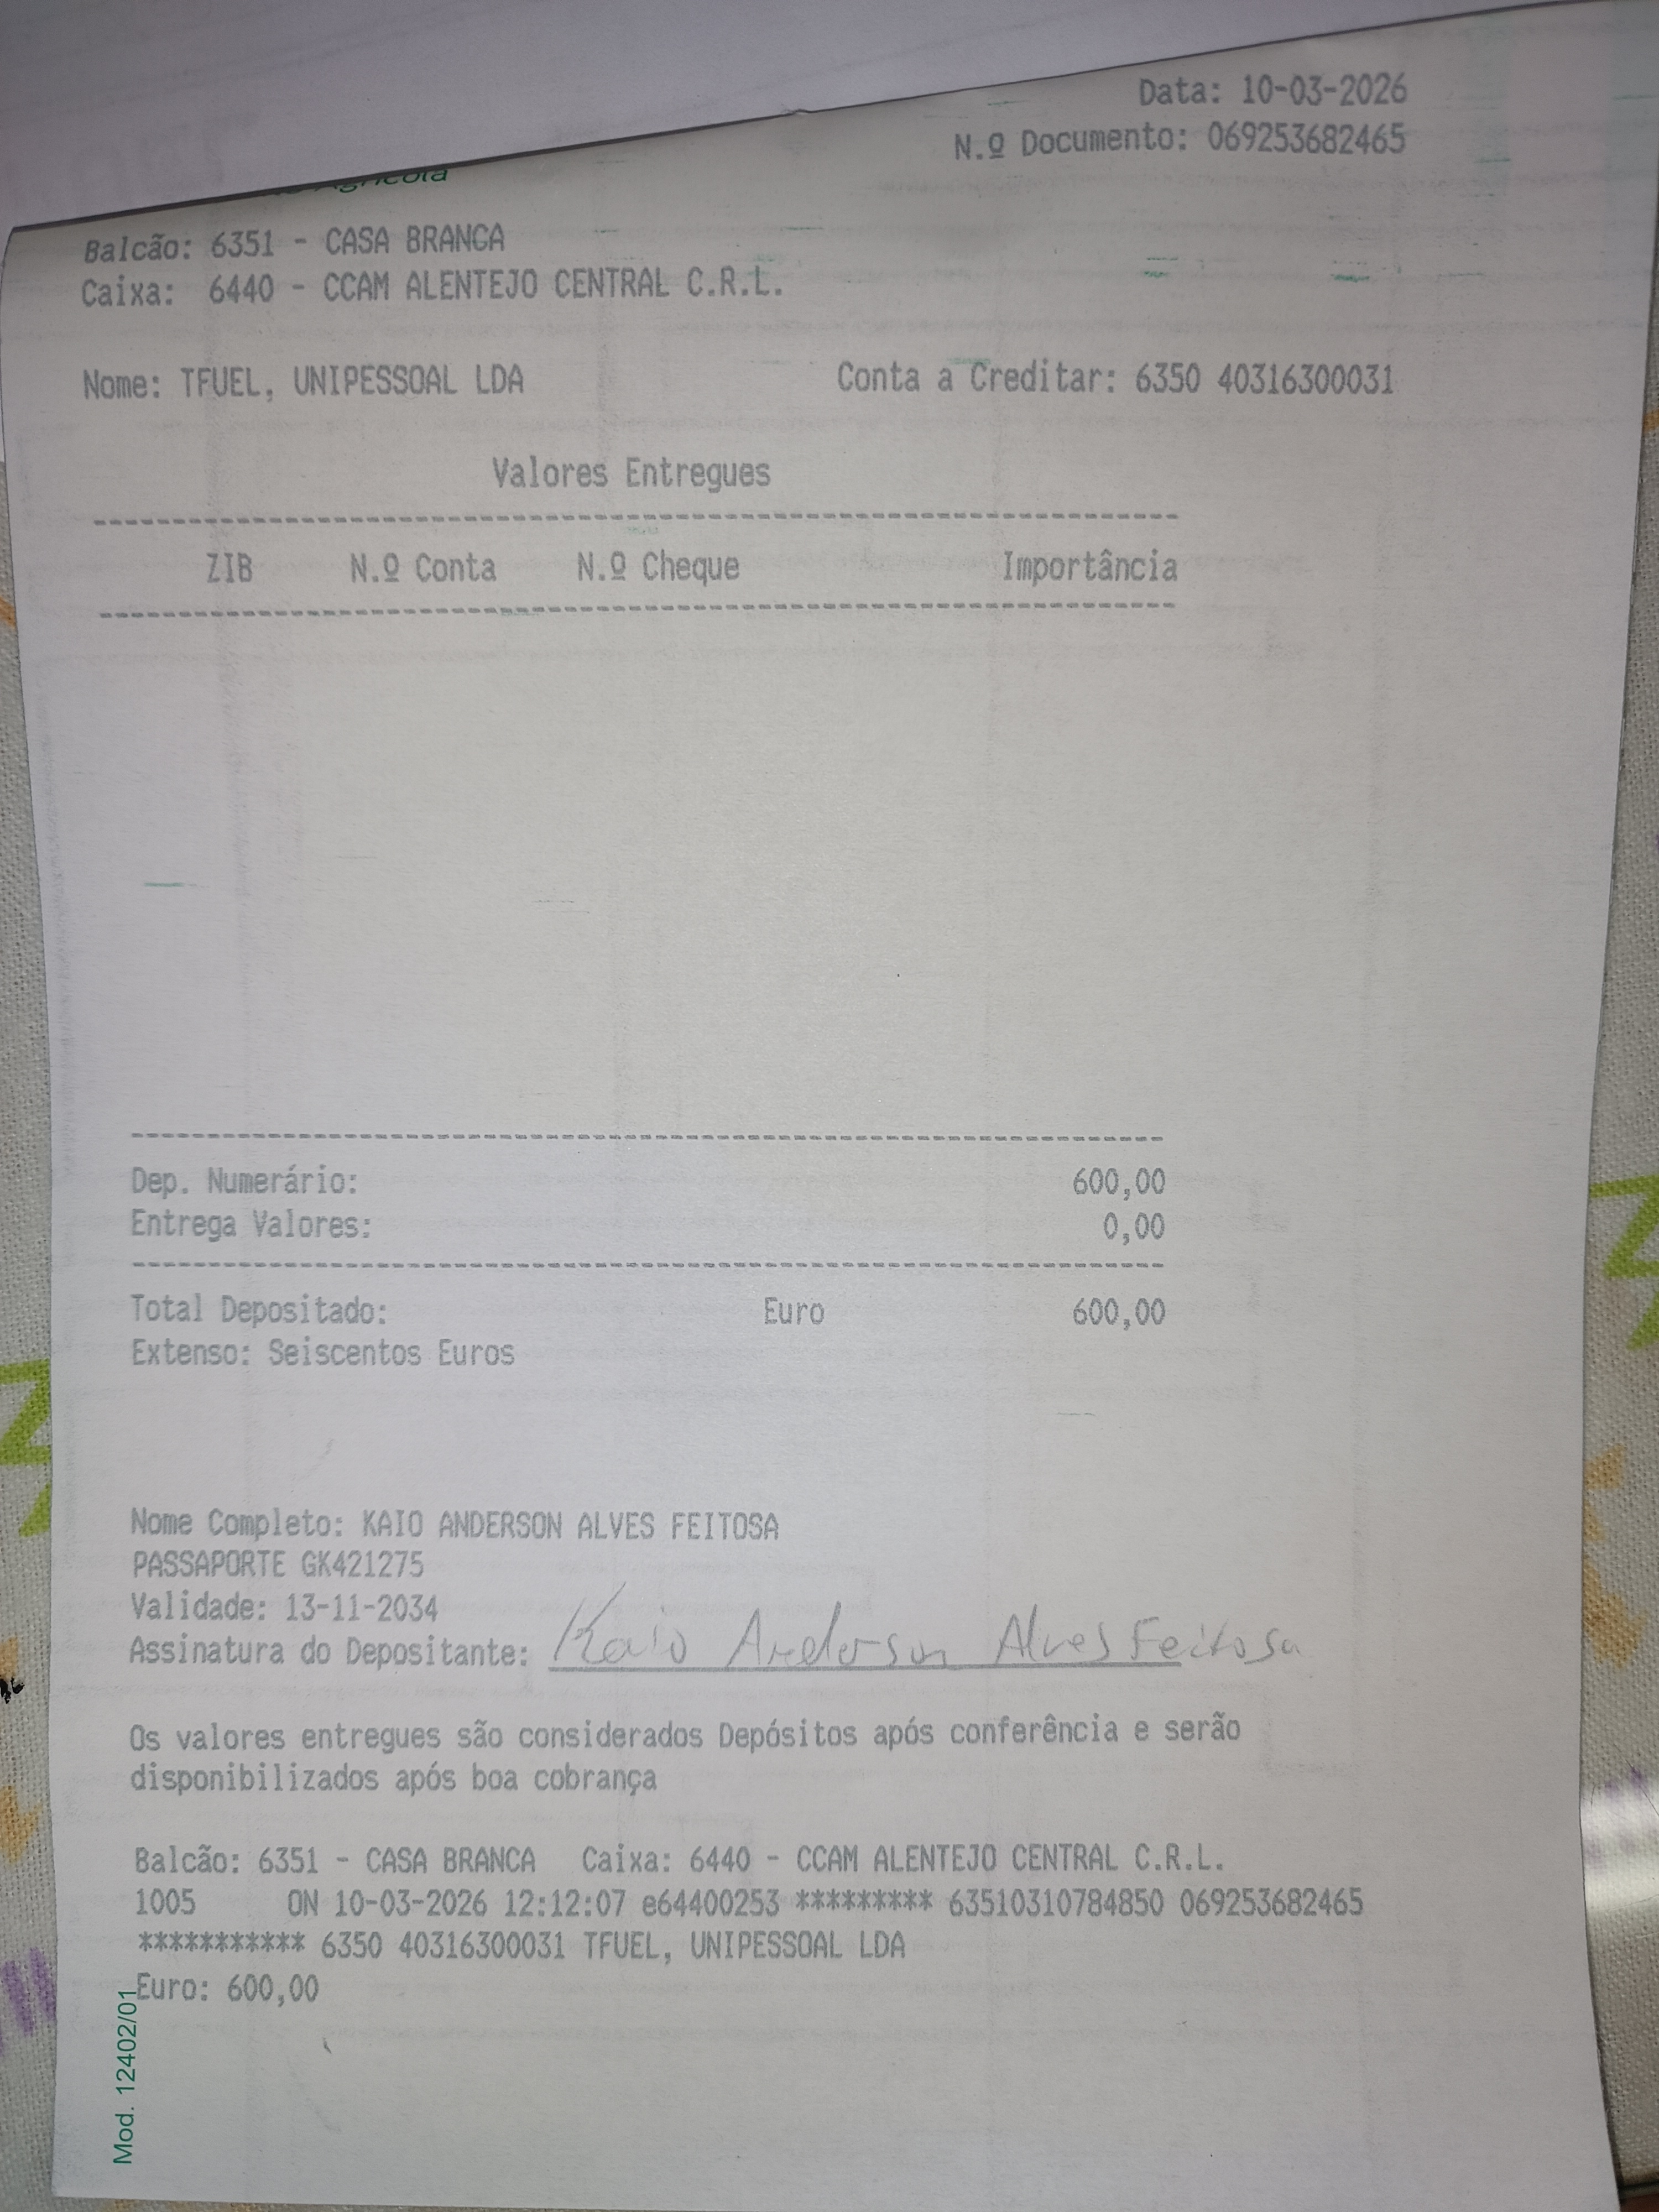 Data: 10-03-2026
N.º Documento: 069253682465
Agrícola
Balcão: 6351 - CASA BRANCA
Caixa: 6440 - CCAM ALENTEJO CENTRAL C.R.L.
Nome: TFUEL, UNIPESSOAL LDA Conta a Creditar: 6350 40316300031
Valores Entregues
ZIB N.º Conta N.º Cheque Importância
Dep. Numerário: 600,00
Entrega Valores: 0,00
Total Depositado: Euro 600,00
Extenso: Seiscentos Euros
Nome Completo: KAIO ANDERSON ALVES FEITOSA
PASSAPORTE GK421275
Validade: 13-11-2034
Assinatura do Depositante: Kaio Anderson Alves Feitosa
Os valores entregues são considerados Depósitos após conferência e serão
disponibilizados após boa cobrança
Balcão: 6351 - CASA BRANCA Caixa: 6440 - CCAM ALENTEJO CENTRAL C.R.L.
1005 ON 10-03-2026 12:12:07 e64400253 ********* 63510310784850 069253682465
*********** 6350 40316300031 TFUEL, UNIPESSOAL LDA
Euro: 600,00
Mod. 12402/01